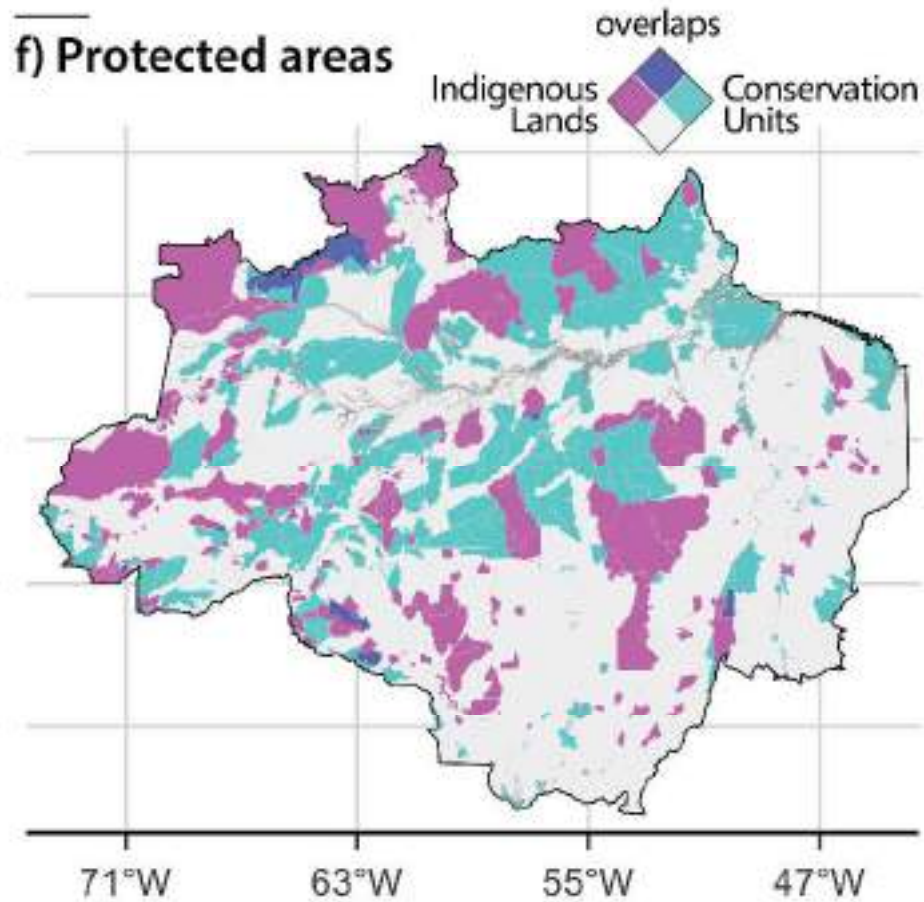 f) Protected areas
overlaps
Indigenous
Lands
Conservation
Units
71°W
63°W
55°W
47°W